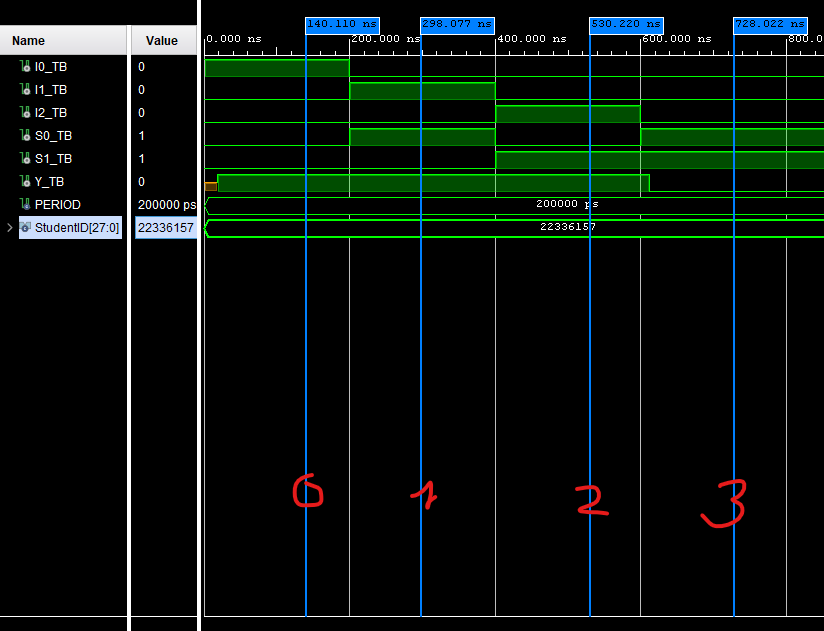 140.110 ns 298.077 ns 530.220 ns 728.022 ns
Name Value 0.000 ns 200.000 ns 400.000 ns 600.000 ns 800.0
I0_TB 0
I1_TB 0
I2_TB 0
S0_TB 1
S1_TB 1
Y_TB 0
PERIOD 200000 ps 200000 ps
StudentID[27:0] 22336157 22336157
0 1 2 3